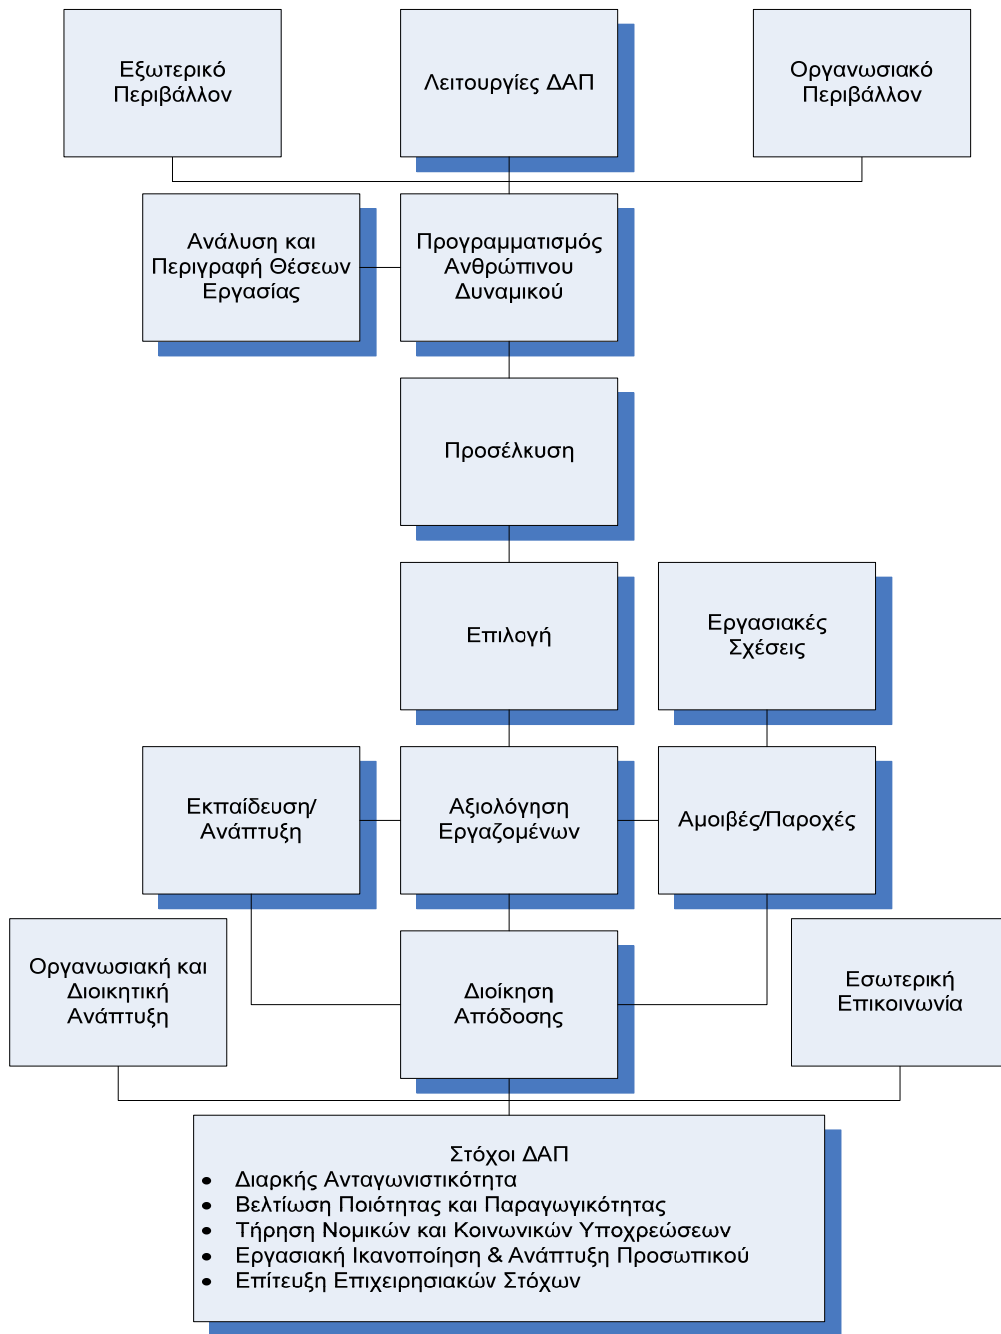 Εξωτερικό
Περιβάλλον
Λειτουργίες ΔΑΠ
Οργανωσιακό
Περιβάλλον
Ανάλυση και
Περιγραφή Θέσεων
Εργασίας
Προγραμματισμός
Ανθρώπινου
Δυναμικού
Προσέλκυση
Επιλογή
Εργασιακές
Σχέσεις
Εκπαίδευση/
Ανάπτυξη
Αξιολόγηση
Εργαζομένων
Αμοιβές/Παροχές
Οργανωσιακή και
Διοικητική
Ανάπτυξη
Διοίκηση
Απόδοσης
Εσωτερική
Επικοινωνία
Στόχοι ΔΑΠ
• Διαρκής Ανταγωνιστικότητα
• Βελτίωση Ποιότητας και Παραγωγικότητας
• Τήρηση Νομικών και Κοινωνικών Υποχρεώσεων
• Εργασιακή Ικανοποίηση & Ανάπτυξη Προσωπικού
• Επίτευξη Επιχειρησιακών Στόχων